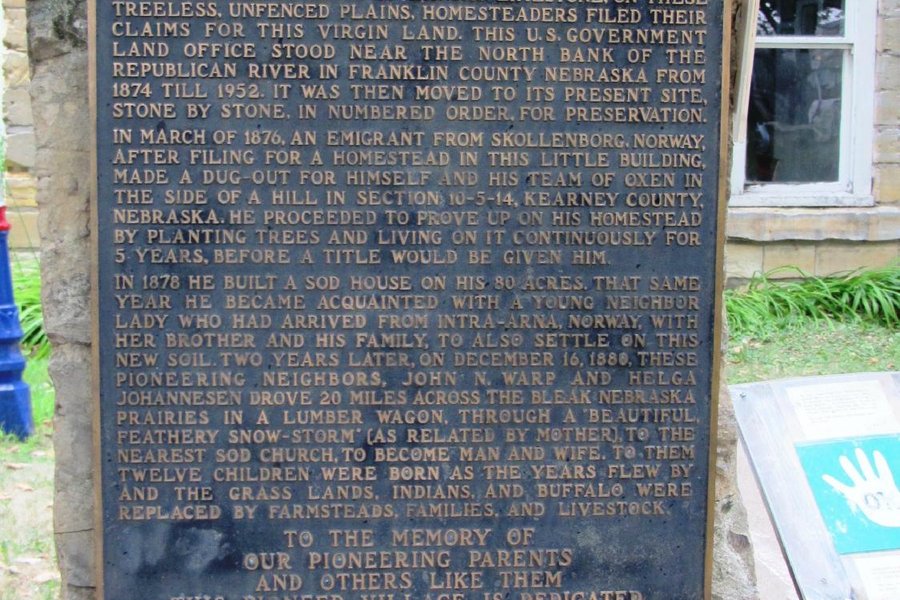 TREELESS, UNFENCED PLAINS, HOMESTEADERS FILED THEIR
CLAIMS FOR THIS VIRGIN LAND. THIS U.S. GOVERNMENT
LAND OFFICE STOOD NEAR THE NORTH BANK OF THE
REPUBLICAN RIVER IN FRANKLIN COUNTY NEBRASKA FROM
1874 TILL 1952. IT WAS THEN MOVED TO ITS PRESENT SITE,
STONE BY STONE, IN NUMBERED ORDER, FOR PRESERVATION.
IN MARCH OF 1876, AN EMIGRANT FROM SKOLLENBORG, NORWAY,
AFTER FILING FOR A HOMESTEAD IN THIS LITTLE BUILDING,
MADE A DUG-OUT FOR HIMSELF AND HIS TEAM OF OXEN IN
THE SIDE OF A HILL IN SECTION 10-5-14, KEARNEY COUNTY,
NEBRASKA. HE PROCEEDED TO PROVE UP ON HIS HOMESTEAD
BY PLANTING TREES AND LIVING ON IT CONTINUOUSLY FOR
5 YEARS, BEFORE A TITLE WOULD BE GIVEN HIM.
IN 1878 HE BUILT A SOD HOUSE ON HIS 80 ACRES. THAT SAME
YEAR HE BECAME ACQUAINTED WITH A YOUNG NEIGHBOR
LADY WHO HAD ARRIVED FROM INTRA-ARNA, NORWAY, WITH
HER BROTHER AND HIS FAMILY, TO ALSO SETTLE ON THIS
NEW SOIL. TWO YEARS LATER, ON DECEMBER 16, 1880, THESE
PIONEERING NEIGHBORS, JOHN N. WARP AND HELGA
JOHANNESEN DROVE 20 MILES ACROSS THE BLEAK NEBRASKA
PRAIRIES IN A LUMBER WAGON, THROUGH A "BEAUTIFUL,
FEATHERY SNOW-STORM" (AS RELATED BY MOTHER), TO THE
NEAREST SOD CHURCH, TO BECOME MAN AND WIFE. TO THEM
TWELVE CHILDREN WERE BORN AS THE YEARS FLEW BY
AND THE GRASS LANDS, INDIANS, AND BUFFALO WERE
REPLACED BY FARMSTEADS, FAMILIES, AND LIVESTOCK.
TO THE MEMORY OF
OUR PIONEERING PARENTS
AND OTHERS LIKE THEM
THIS PIONEER VILLAGE IS DEDICATED